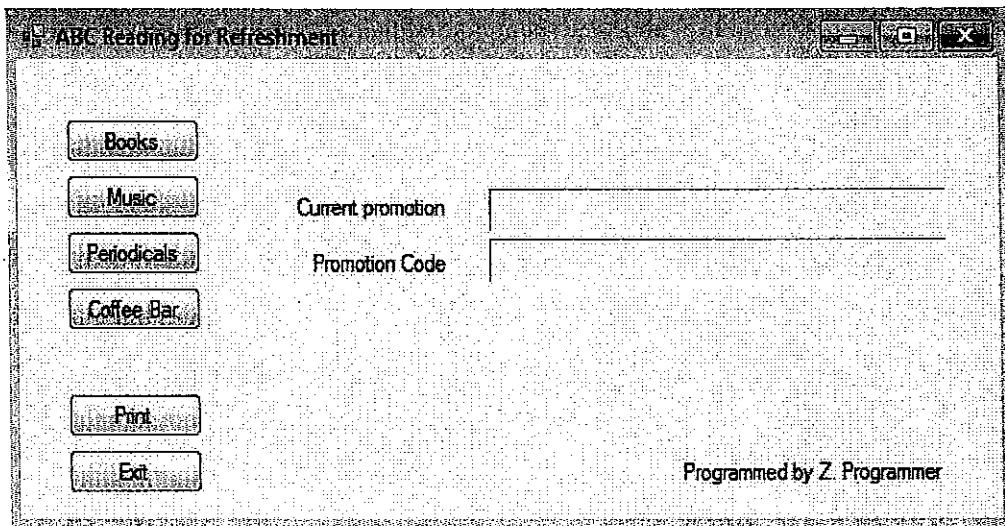 ABC Reading for Refreshment
Books
Music
Periodicals
Coffee Bar
Current promotion
Promotion Code
Print
Exit
Programmed by Z. Programmer